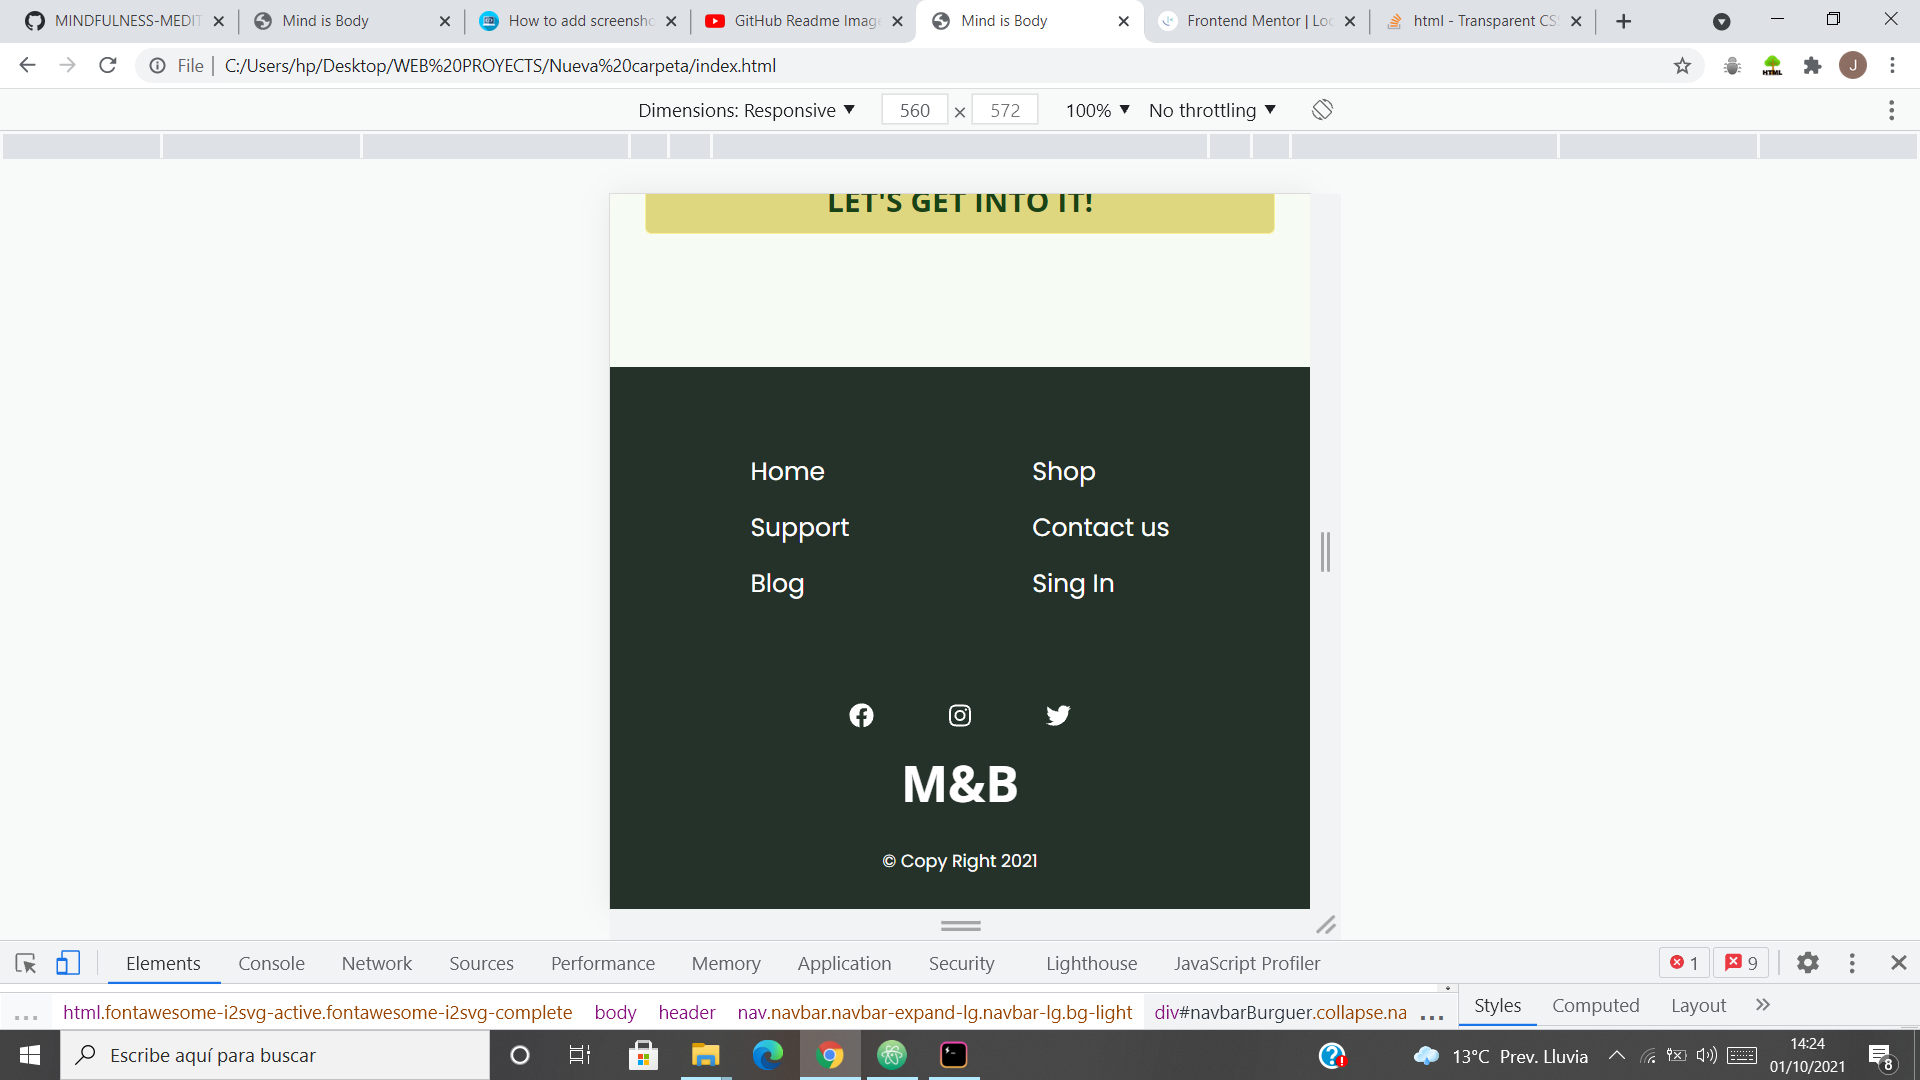 MINDFULNESS-MEDIT
Mind is Body
How to add screensho
GitHub Readme Image
Mind is Body
Frontend Mentor | Loo
html - Transparent CSS
File
C:/Users/hp/Desktop/WEB%20PROYECTS/Nueva%20carpeta/index.html
HTML
J
Dimensions: Responsive
560 × 572
100%
No throttling
LET'S GET INTO IT!
Home
Shop
Support
Contact us
Blog
Sing In
M&B
© Copy Right 2021
Elements
Console
Network
Sources
Performance
Memory
Application
Security
Lighthouse
JavaScript Profiler
1
9
... html.fontawesome-i2svg-active.fontawesome-i2svg-complete body header nav.navbar.navbar-expand-lg.navbar-lg.bg-light div#navbarBurguer.collapse.na ...
Styles
Computed
Layout
Escribe aquí para buscar
13°C Prev. Lluvia
14:24
01/10/2021
8